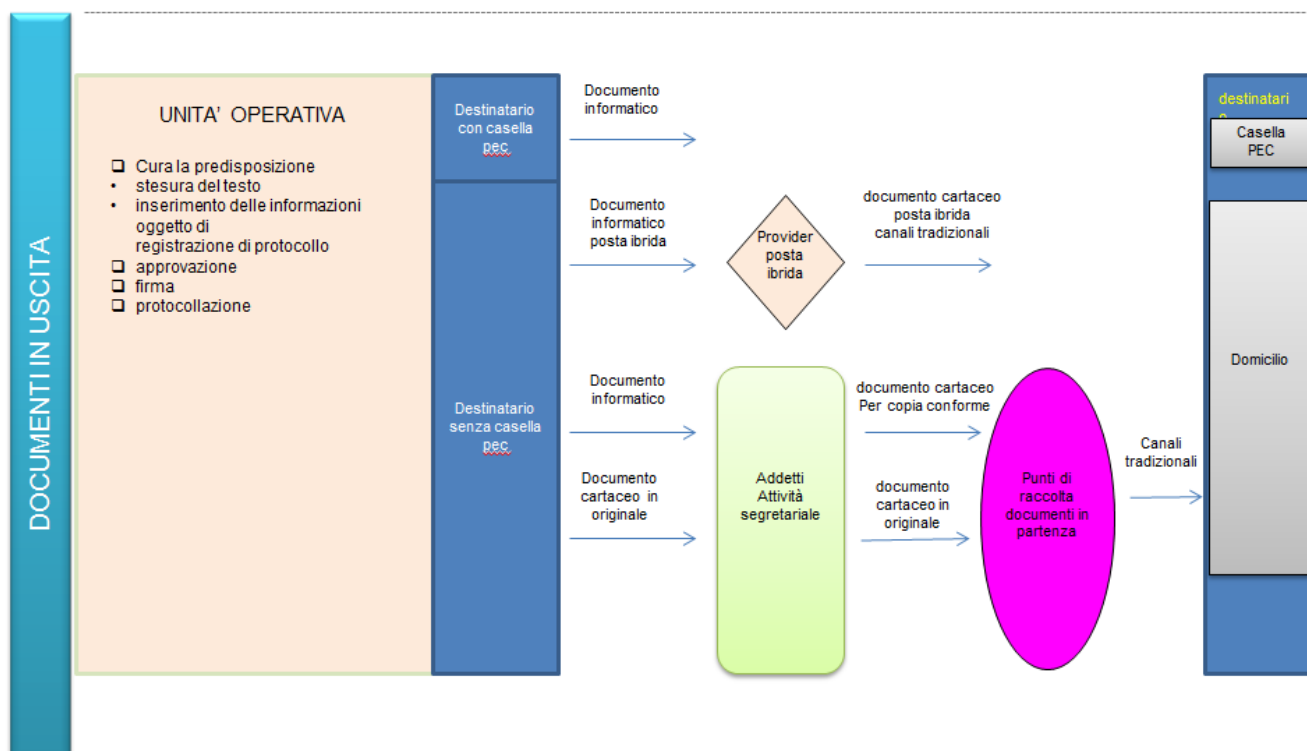 DOCUMENTI IN USCITA
UNITA' OPERATIVA
Cura la predisposizione
stesura del testo
inserimento delle informazioni
oggetto di
registrazione di protocollo
approvazione
firma
protocollazione
Destinatario
con casella
pec
Destinatario
senza casella
pec
Documento
informatico
Documento
informatico
posta ibrida
Provider
posta
ibrida
documento cartaceo
posta ibrida
canali tradizionali
Documento
informatico
Documento
cartaceo in
originale
Addetti
Attività
segretariale
documento cartaceo
Per copia conforme
documento
cartaceo in
originale
Punti di
raccolta
documenti in
partenza
Canali
tradizionali
destinatari
Casella
PEC
Domicilio